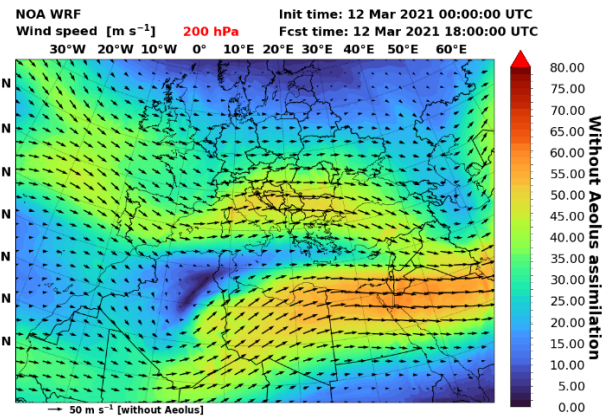 NOA WRF
Init time: 12 Mar 2021 00:00:00 UTC
Wind speed [m s⁻¹] 200 hPa
Fcst time: 12 Mar 2021 18:00:00 UTC
30°W 20°W 10°W 0° 10°E 20°E 30°E 40°E 50°E 60°E
N
N
N
N
N
N
N
80.00
75.00
70.00
65.00
60.00
55.00
50.00
45.00
40.00
35.00
30.00
25.00
20.00
15.00
10.00
5.00
0.00
Without Aeolus assimilation
50 m s⁻¹ [without Aeolus]